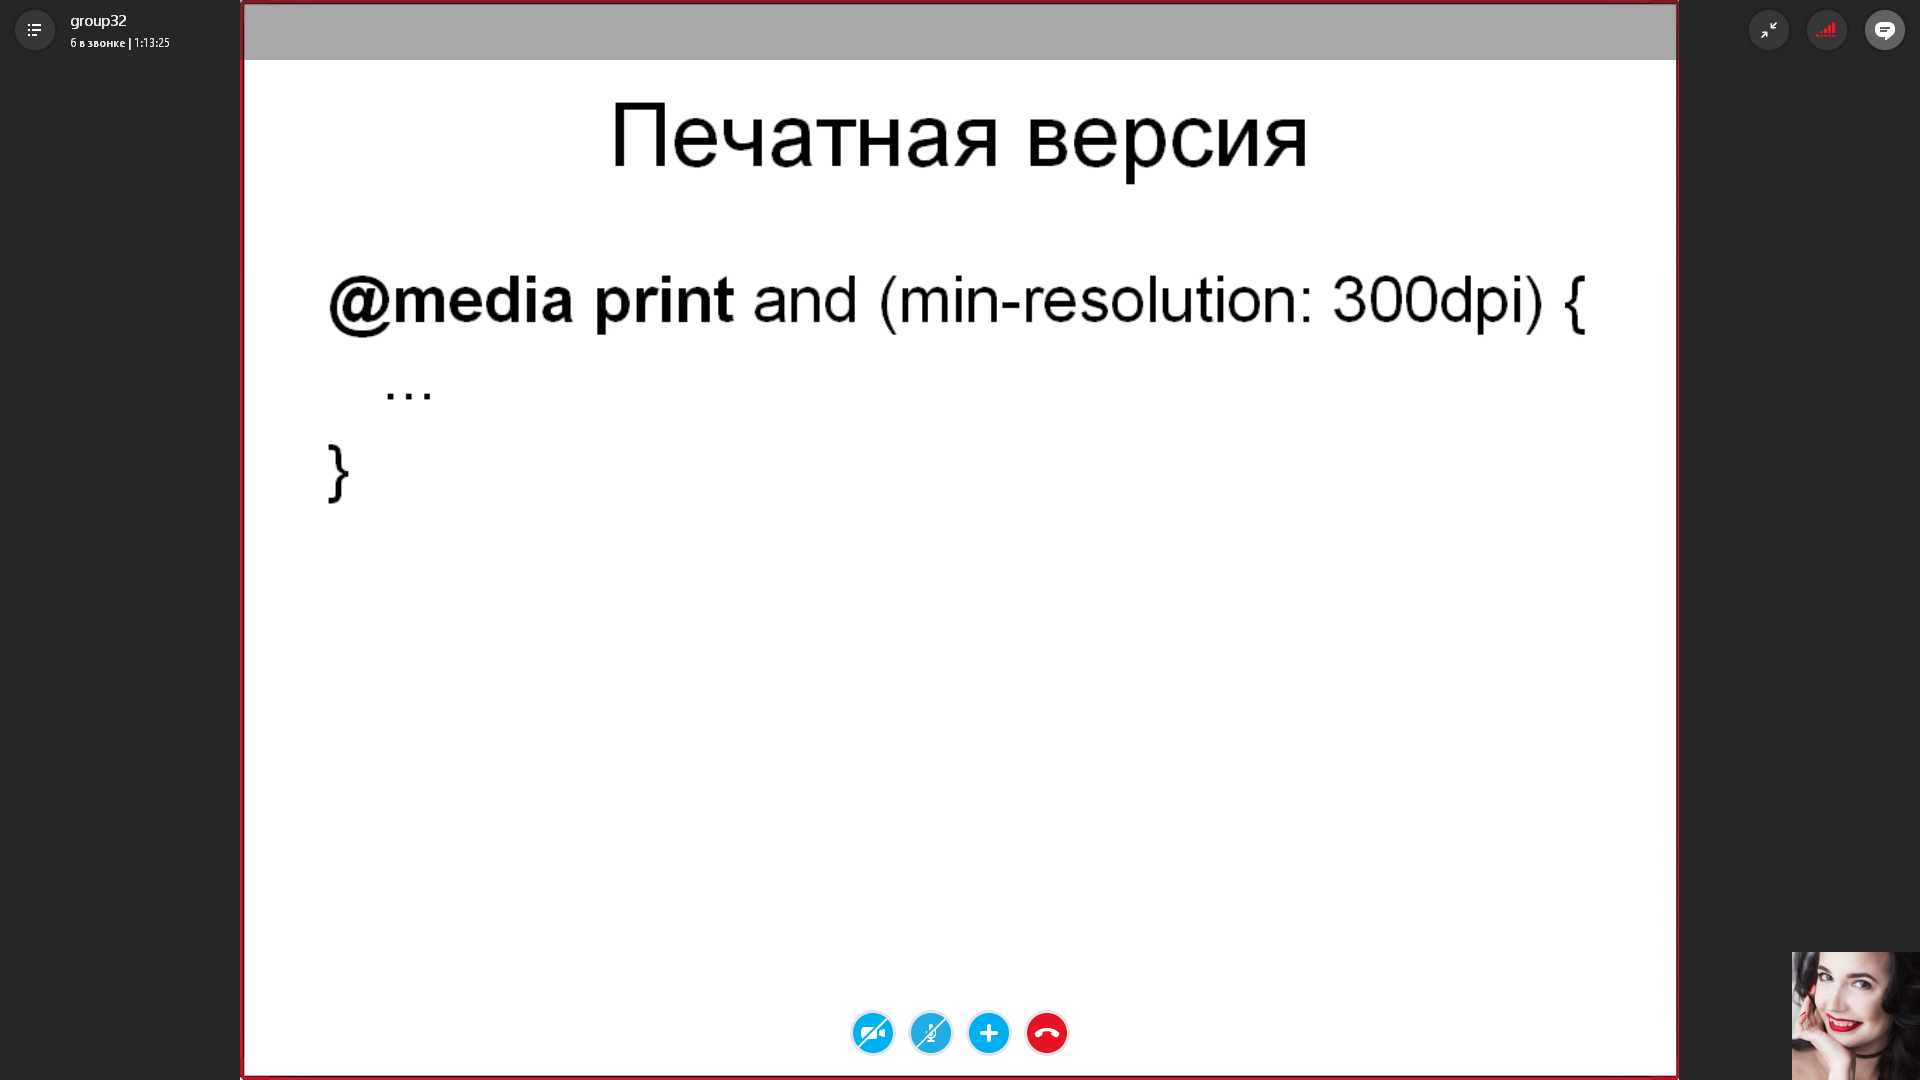 group32
6 в звонке | 1:13:25
Печатная версия
@media print and (min-resolution: 300dpi) {
...
}